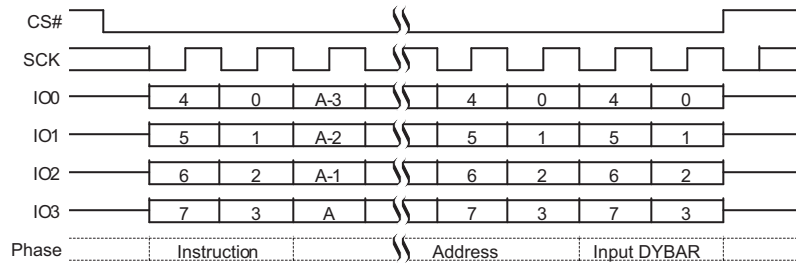 CS#
SCK
IO0 4 0 A-3 4 0 4 0
IO1 5 1 A-2 5 1 5 1
IO2 6 2 A-1 6 2 6 2
IO3 7 3 A 7 3 7 3
Phase Instruction Address Input DYBAR